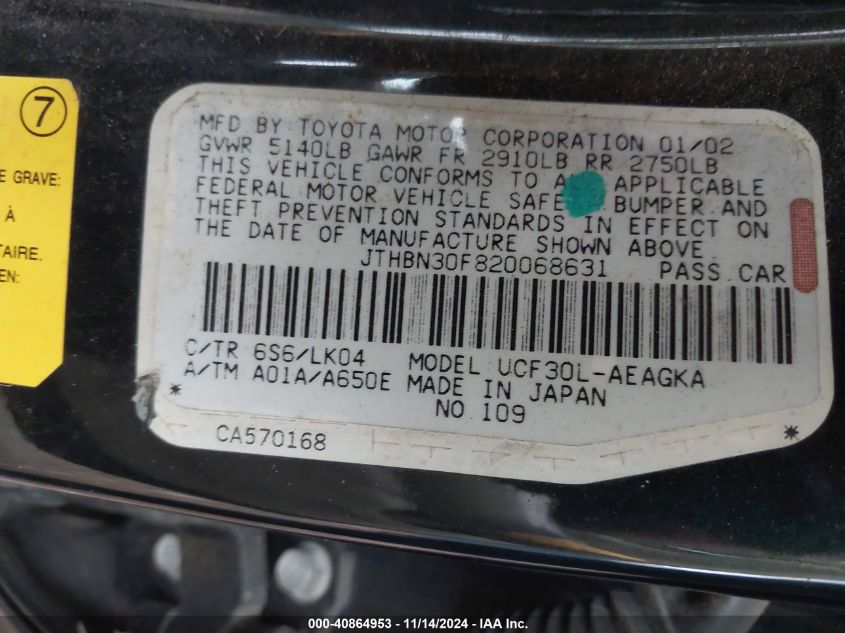 7
E GRAVE:
À
TAIRE.
EN:
MFD BY TOYOTA MOTOR CORPORATION 01/02
GVWR 5140LB GAWR FR 2910LB RR 2750LB
THIS VEHICLE CONFORMS TO APPLICABLE
FEDERAL MOTOR VEHICLE BUMPER AND
THEFT PREVENTION STANDARDS IN EFFECT ON
THE DATE OF MANUFACTURE SHOWN ABOVE.
JTHBN30F820068631 PASS.CAR
C/TR 6S6/LK04 MODEL UCF30L-AEAGKA
A/TM A01A/A650E MADE IN JAPAN
* NO.109 *
CA570168
000-40864953 - 11/14/2024 - IAA Inc.